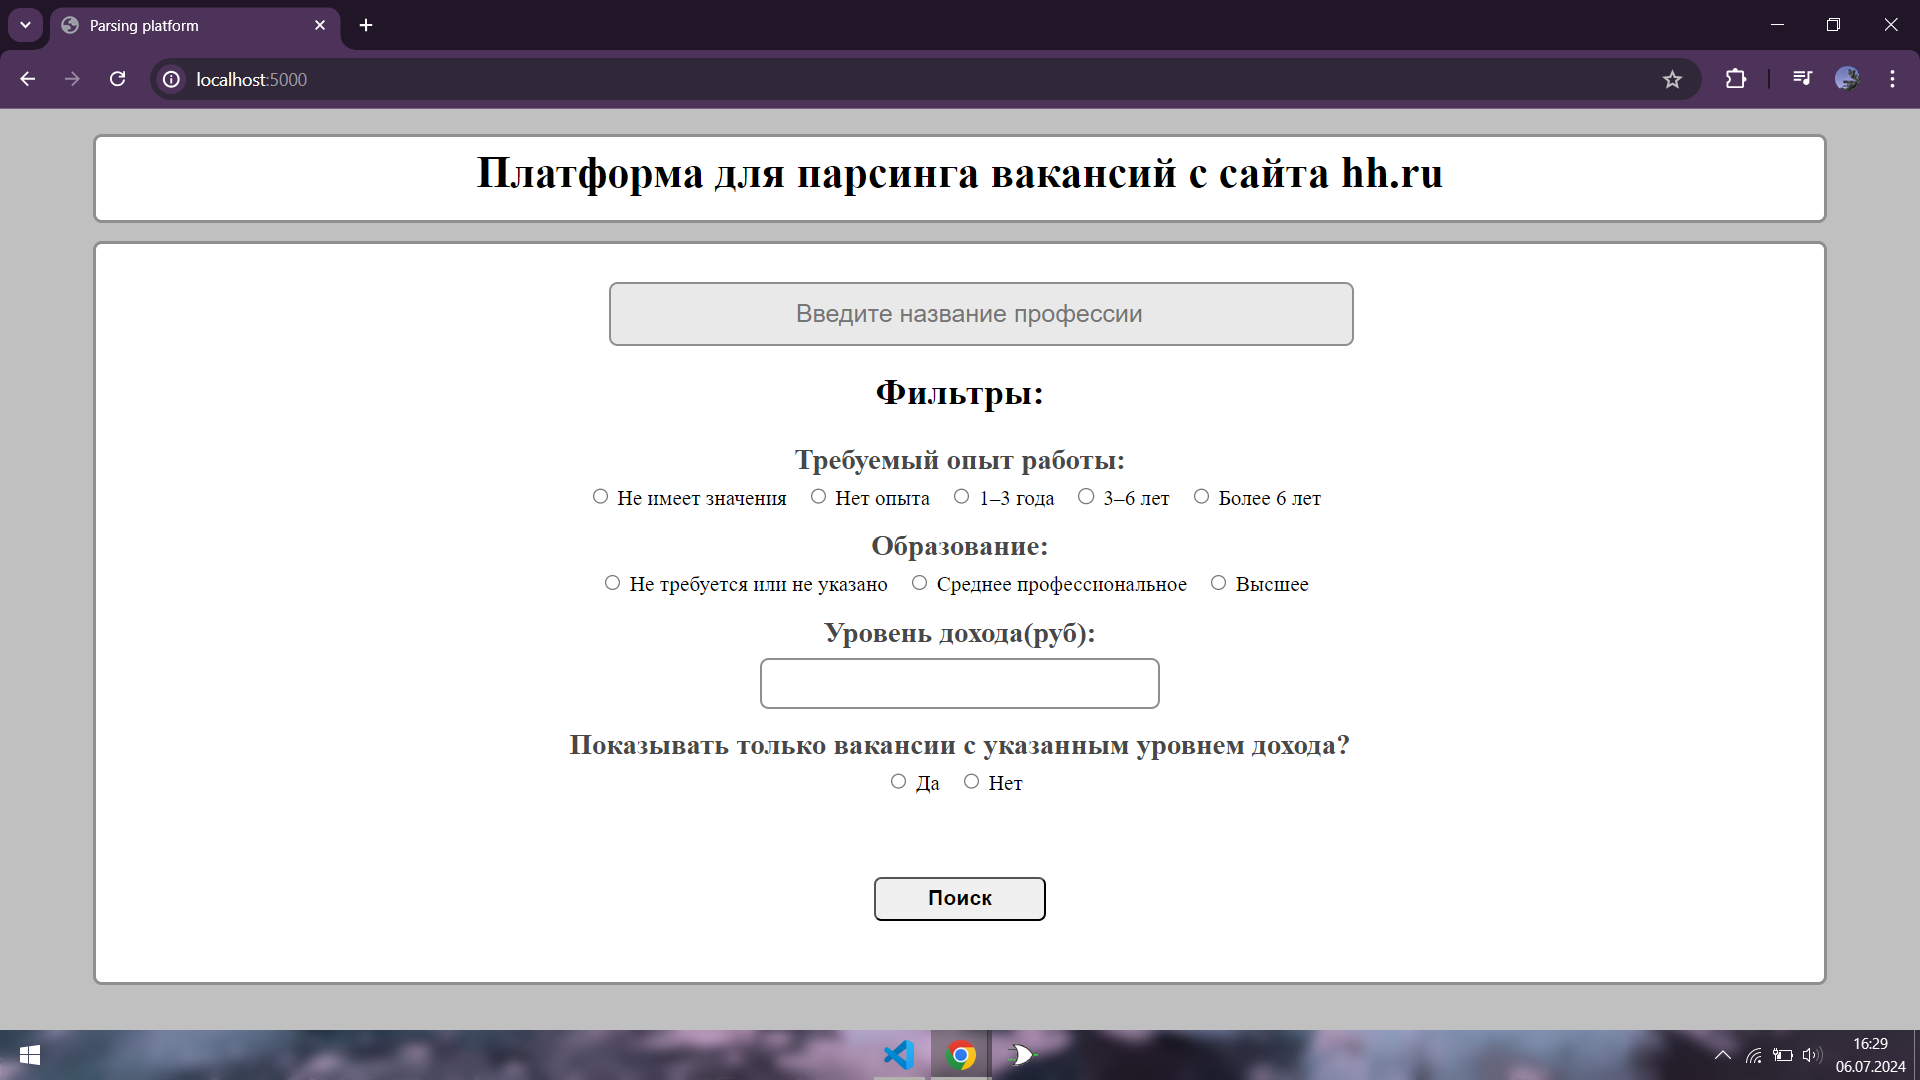 Parsing platform
localhost:5000
Платформа для парсинга вакансий с сайта hh.ru
Введите название профессии
Фильтры:
Требуемый опыт работы:
Не имеет значения Нет опыта 1–3 года 3–6 лет Более 6 лет
Образование:
Не требуется или не указано Среднее профессиональное Высшее
Уровень дохода(руб):
Показывать только вакансии с указанным уровнем дохода?
Да Нет
Поиск
16:29
06.07.2024